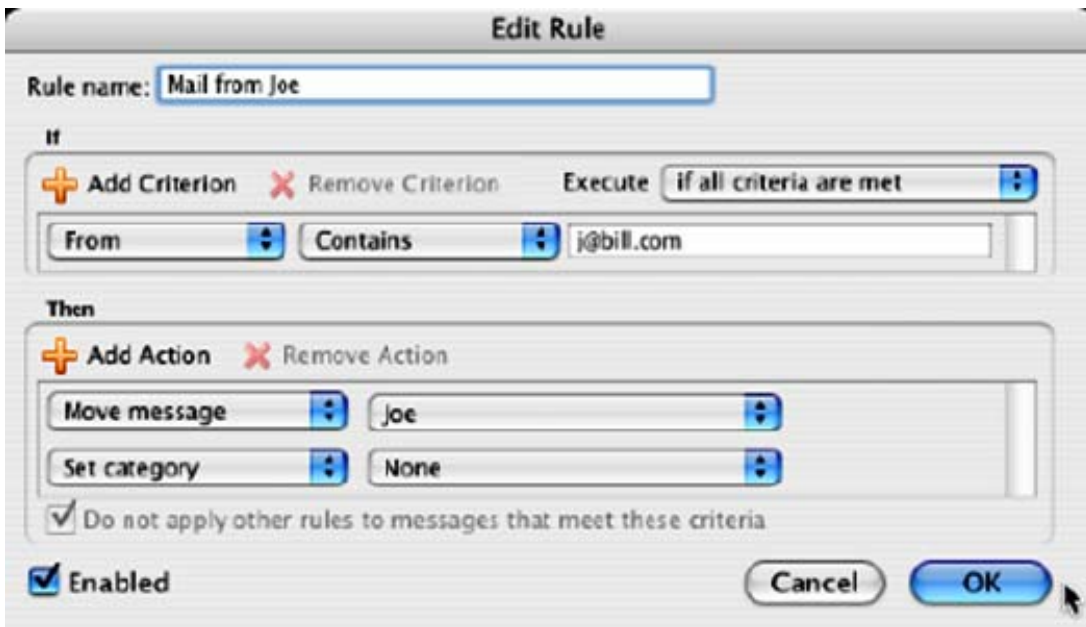 Edit Rule
Rule name: Mail from Joe
If
Add Criterion Remove Criterion Execute if all criteria are met
From Contains j@bill.com
Then
Add Action Remove Action
Move message Joe
Set category None
Do not apply other rules to messages that meet these criteria
Enabled Cancel OK